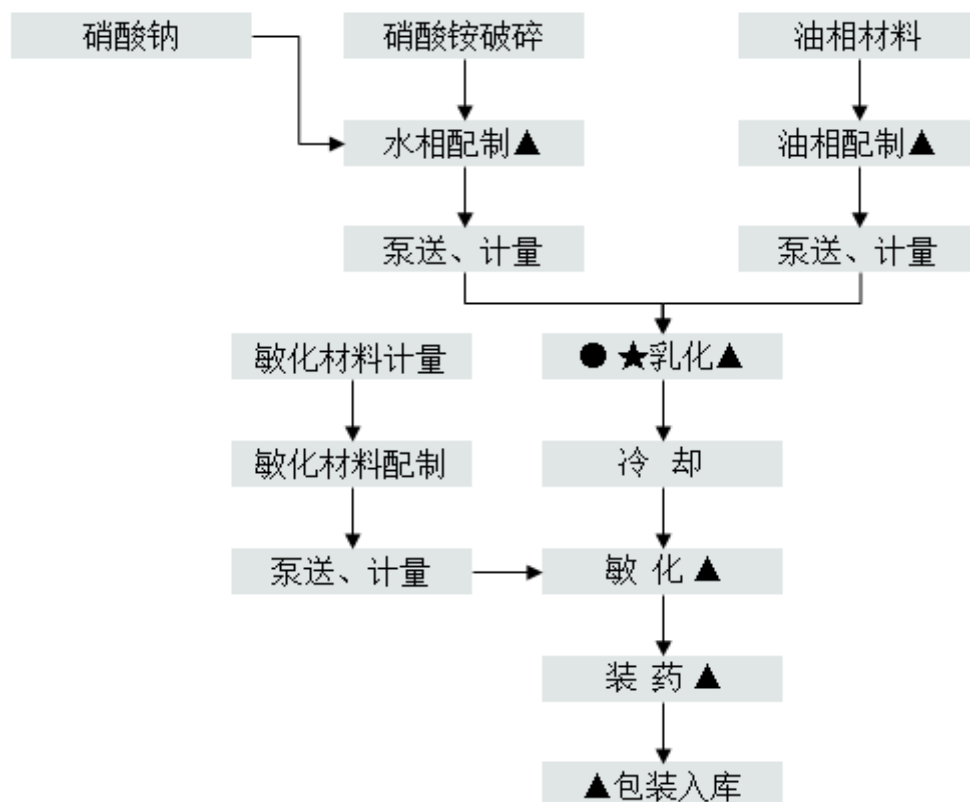 硝酸钠
硝酸铵破碎
油相材料
水相配制▲
油相配制▲
泵送、计量
泵送、计量
敏化材料计量
●★乳化▲
敏化材料配制
冷 却
泵送、计量
敏 化▲
装 药▲
▲包装入库